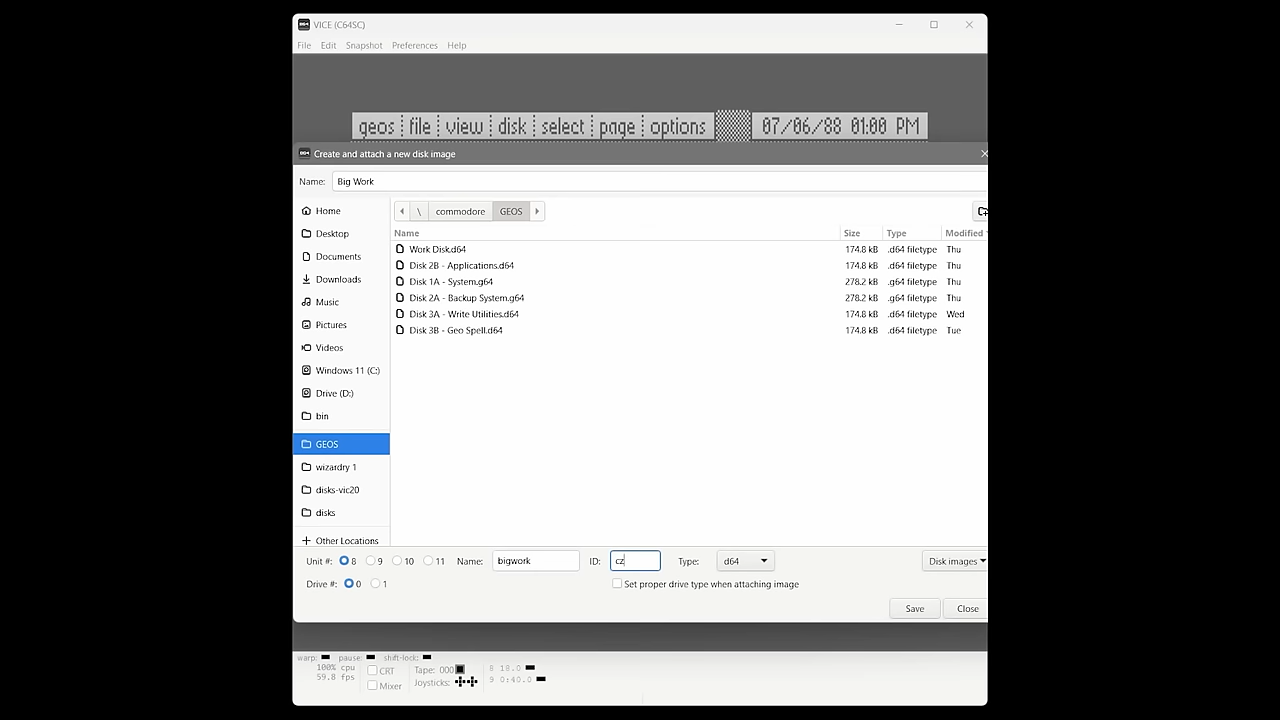 VICE (C64SC)
File Edit Snapshot Preferences Help
geos file view disk select page options 07/06/88 01:00 PM
Create and attach a new disk image
Name: Big Work
\ commodore GEOS
Name Size Type Modified
Work Disk.d64 174.8 kB .d64 filetype Thu
Disk 2B - Applications.d64 174.8 kB .d64 filetype Thu
Disk 1A - System.g64 278.2 kB .g64 filetype Thu
Disk 2A - Backup System.g64 278.2 kB .g64 filetype Thu
Disk 3A - Write Utilities.d64 174.8 kB .d64 filetype Wed
Disk 3B - Geo Spell.d64 174.8 kB .d64 filetype Tue
Home
Desktop
Documents
Downloads
Music
Pictures
Videos
Windows 11 (C:)
Drive (D:)
bin
GEOS
wizardry 1
disks-vic20
disks
Other Locations
Unit #: 8 9 10 11 Name: bigwork ID: cz Type: d64 Disk images
Drive #: 0 1 Set proper drive type when attaching image
Save Close
warp: pause: shift-lock:
100% cpu
59.8 fps
CRT
Mixer
Tape: 000
Joysticks:
8 18.0
9 0:40.0